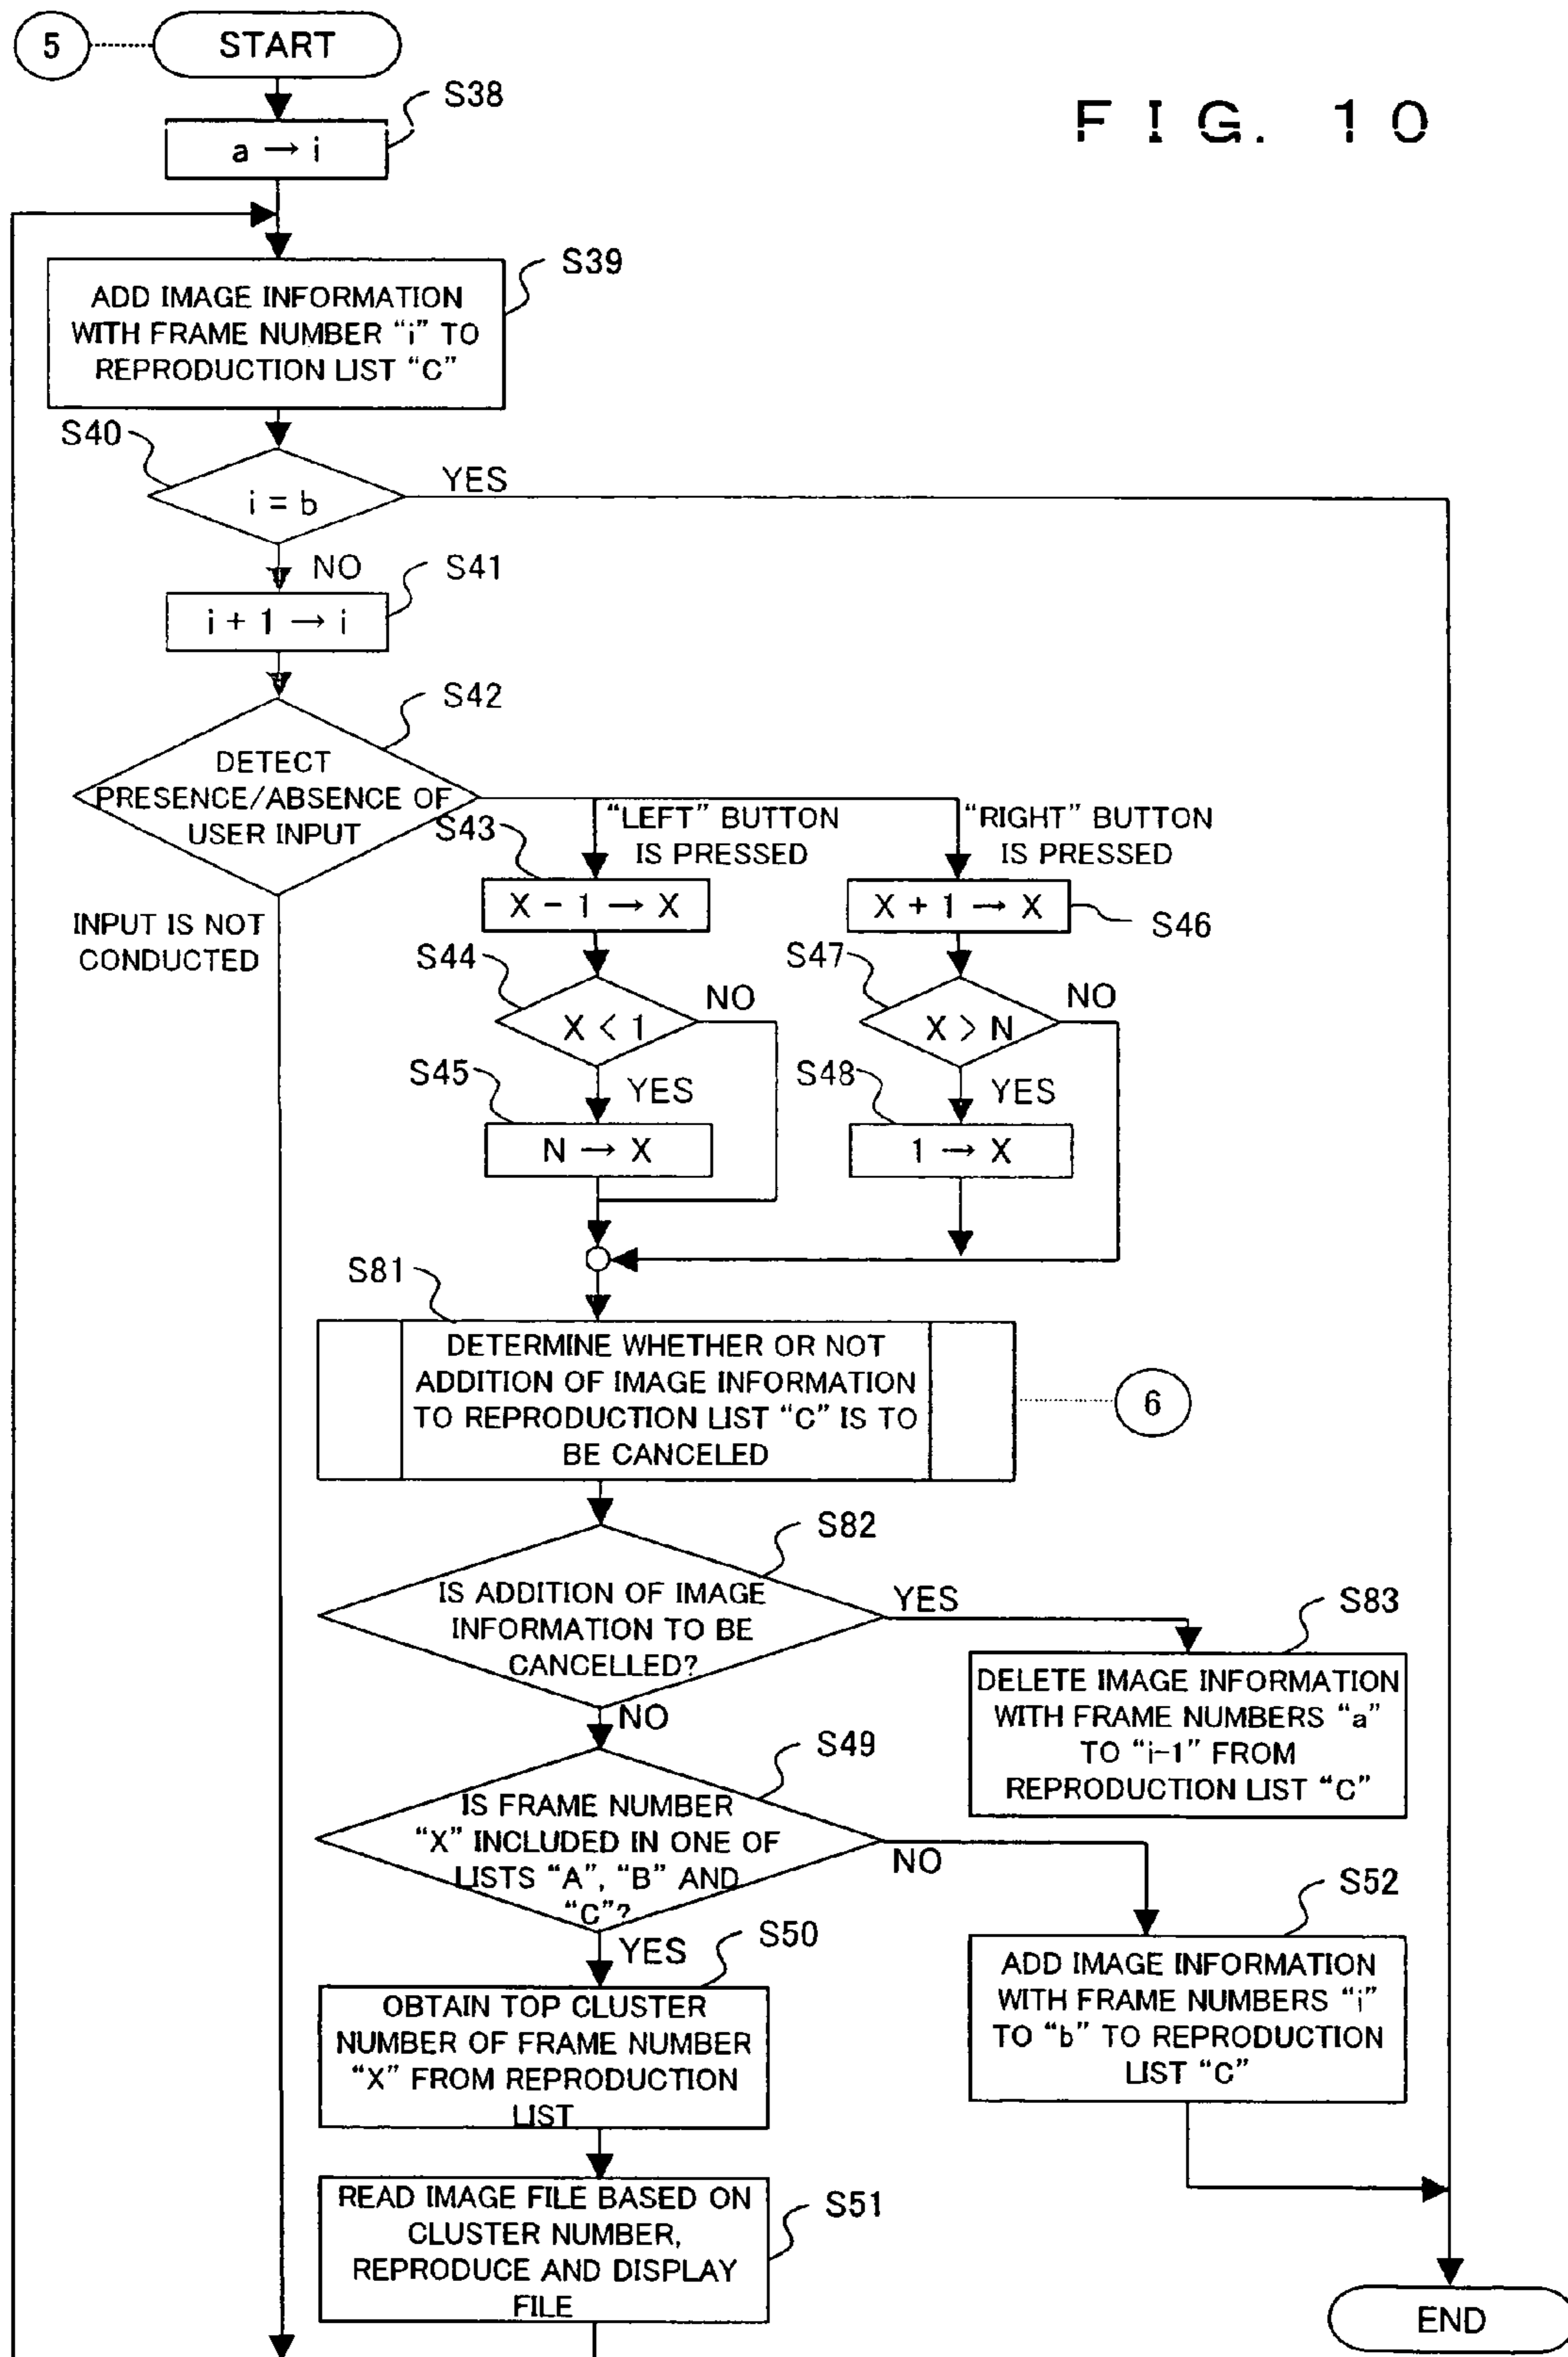 5
START
S38
FIG. 10
a → i
S39
ADD IMAGE INFORMATION
WITH FRAME NUMBER “i” TO
REPRODUCTION LIST “C”
S40
YES
i = b
NO
S41
i + 1 → i
S42
DETECT
PRESENCE/ABSENCE OF
USER INPUT
“LEFT” BUTTON
IS PRESSED
“RIGHT” BUTTON
IS PRESSED
S43
X - 1 → X
X + 1 → X
S46
INPUT IS NOT
CONDUCTED
S44
NO
X < 1
S47
NO
X > N
S45
YES
N → X
S48
YES
1 → X
S81
DETERMINE WHETHER OR NOT
ADDITION OF IMAGE INFORMATION
TO REPRODUCTION LIST “C” IS TO
BE CANCELED
6
S82
IS ADDITION OF IMAGE
INFORMATION TO BE
CANCELLED?
YES
S83
DELETE IMAGE INFORMATION
WITH FRAME NUMBERS “a”
TO “i-1” FROM
REPRODUCTION LIST “C”
NO
S49
IS FRAME NUMBER
“X” INCLUDED IN ONE OF
LISTS “A”, “B” AND
“C”?
NO
S52
ADD IMAGE INFORMATION
WITH FRAME NUMBERS “i”
TO “b” TO REPRODUCTION
LIST “C”
YES
S50
OBTAIN TOP CLUSTER
NUMBER OF FRAME NUMBER
“X” FROM REPRODUCTION
LIST
S51
READ IMAGE FILE BASED ON
CLUSTER NUMBER,
REPRODUCE AND DISPLAY
FILE
END